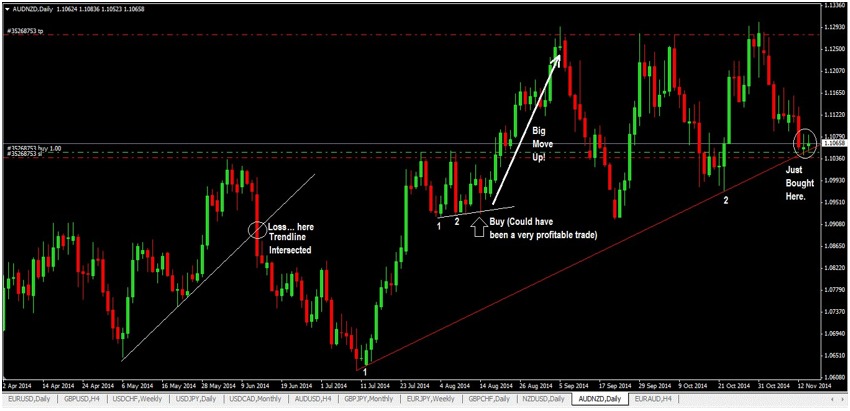 AUDNZD,Daily 1.10624 1.10836 1.10523 1.10658
#35268753 tp
#35268753 buy 1.00
#35268753 sl
Big
Move
Up!
Loss... here
Trendline
Intersected
1
2
Buy (Could have
been a very profitable trade)
1
2
Just
Bought
Here.
1.13360
1.12930
1.12500
1.12070
1.11650
1.11220
1.10790
1.10658
1.10360
1.09930
1.09510
1.09080
1.08650
1.08220
1.07790
1.07370
1.06940
1.06510
1.06080
2 Apr 2014 14 Apr 2014 24 Apr 2014 6 May 2014 16 May 2014 28 May 2014 9 Jun 2014 19 Jun 2014 1 Jul 2014 11 Jul 2014 23 Jul 2014 4 Aug 2014 14 Aug 2014 26 Aug 2014 5 Sep 2014 17 Sep 2014 29 Sep 2014 9 Oct 2014 21 Oct 2014 31 Oct 2014 12 Nov 2014
EURUSD,Daily GBPUSD,H4 USDCHF,Weekly USDJPY,Daily USDCAD,Monthly AUDUSD,H4 GBPJPY,Monthly EURJPY,Weekly GBPCHF,Daily NZDUSD,Daily AUDNZD,Daily EURAUD,H4